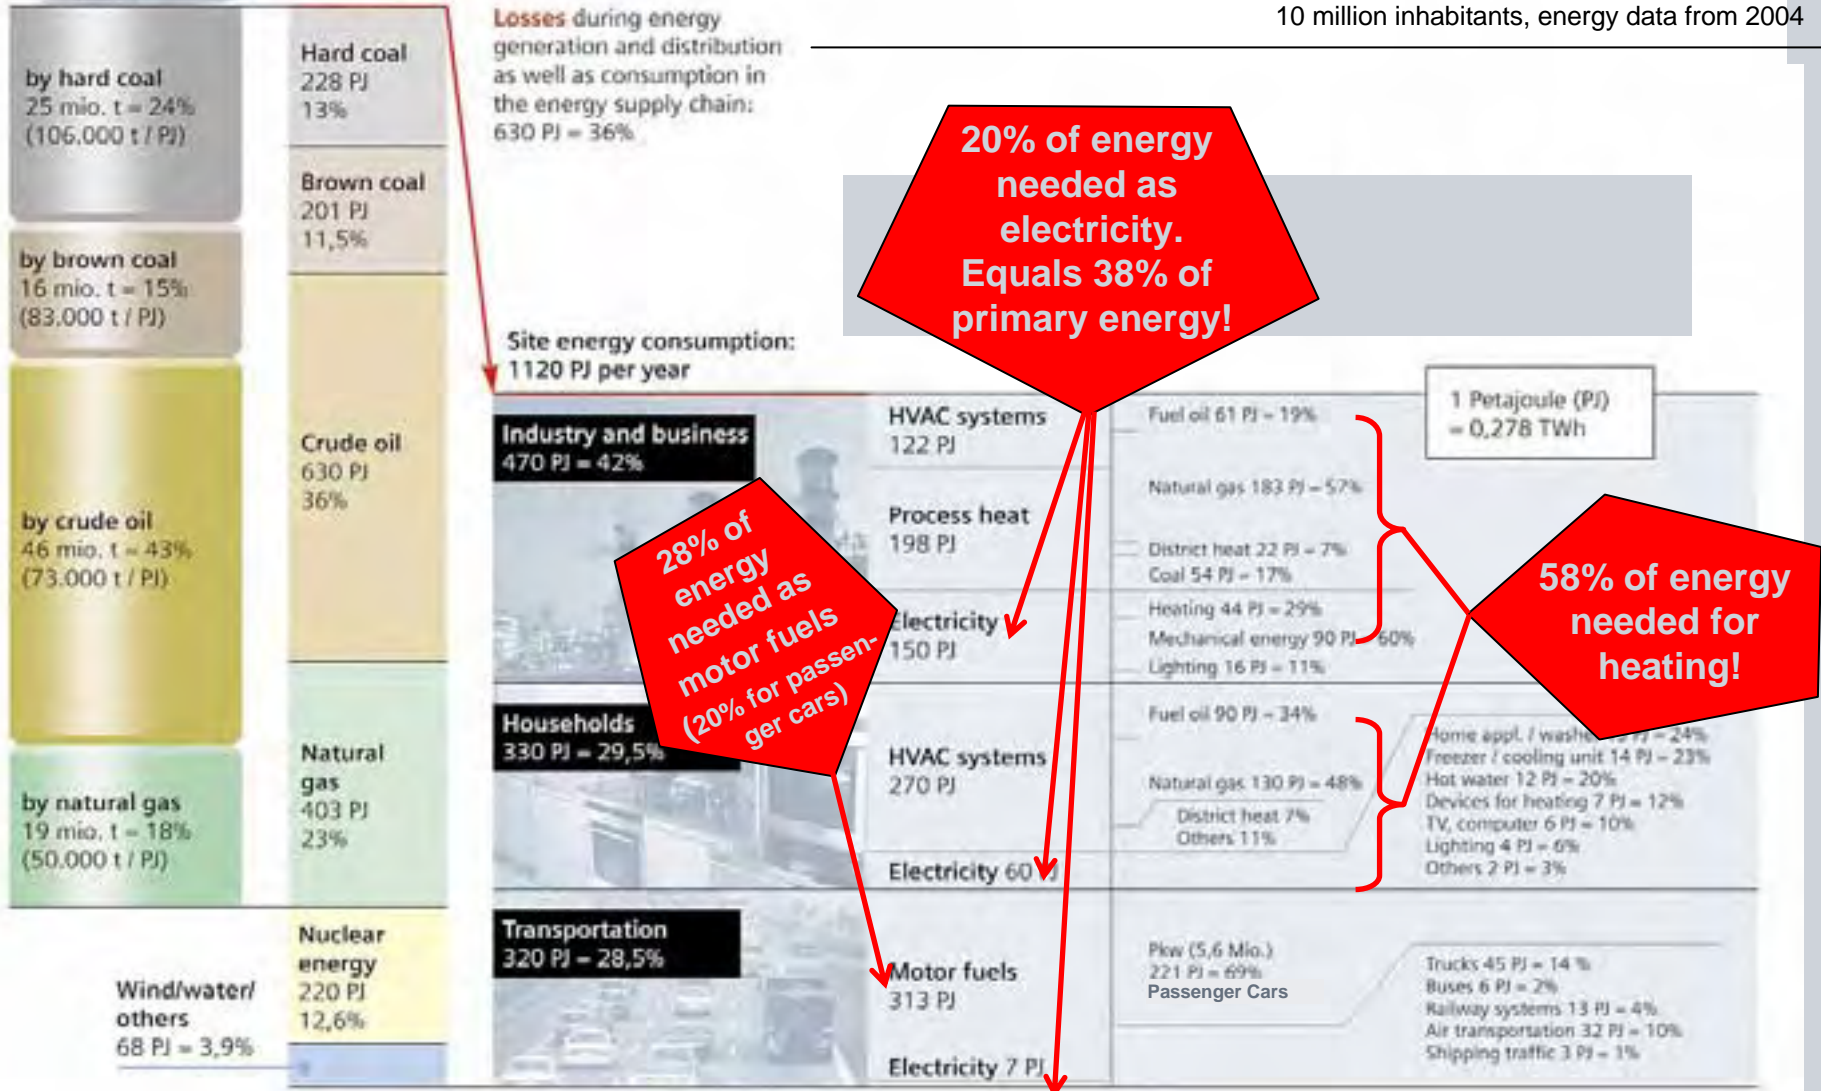 10 million inhabitants, energy data from 2004
by hard coal
25 mio. t = 24%
(106.000 t / PJ)
by brown coal
16 mio. t = 15%
(83.000 t / PJ)
by crude oil
46 mio. t = 43%
(73.000 t / PJ)
by natural gas
19 mio. t = 18%
(50.000 t / PJ)
Wind/water/
others
68 PJ = 3,9%
Hard coal
228 PJ
13%
Brown coal
201 PJ
11,5%
Crude oil
630 PJ
36%
Natural
gas
403 PJ
23%
Nuclear
energy
220 PJ
12,6%
Losses during energy
generation and distribution
as well as consumption in
the energy supply chain:
630 PJ = 36%
20% of energy
needed as
electricity.
Equals 38% of
primary energy!
Site energy consumption:
1120 PJ per year
1 Petajoule (PJ)
= 0,278 TWh
Industry and business
470 PJ = 42%
HVAC systems
122 PJ
Process heat
198 PJ
Electricity
150 PJ
Fuel oil 61 PJ = 19%
Natural gas 183 PJ = 57%
District heat 22 PJ = 7%
Coal 54 PJ = 17%
Heating 44 PJ = 29%
Mechanical energy 90 PJ 60%
Lighting 16 PJ = 11%
28% of
energy
needed as
motor fuels
(20% for passen-
ger cars)
58% of energy
needed for
heating!
Households
330 PJ = 29,5%
HVAC systems
270 PJ
Electricity 60 PJ
Fuel oil 90 PJ = 34%
Natural gas 130 PJ = 48%
District heat 7%
Others 11%
Home appl. / washe = 24%
Freezer / cooling unit 14 PJ = 23%
Hot water 12 PJ = 20%
Devices for heating 7 PJ = 12%
TV, computer 6 PJ = 10%
Lighting 4 PJ = 6%
Others 2 PJ = 3%
Transportation
320 PJ = 28,5%
Motor fuels
313 PJ
Electricity 7 PJ
Pkw (5,6 Mio.)
221 PJ = 69%
Passenger Cars
Trucks 45 PJ = 14 %
Buses 6 PJ = 2%
Railway systems 13 PJ = 4%
Air transportation 32 PJ = 10%
Shipping traffic 3 PJ = 1%